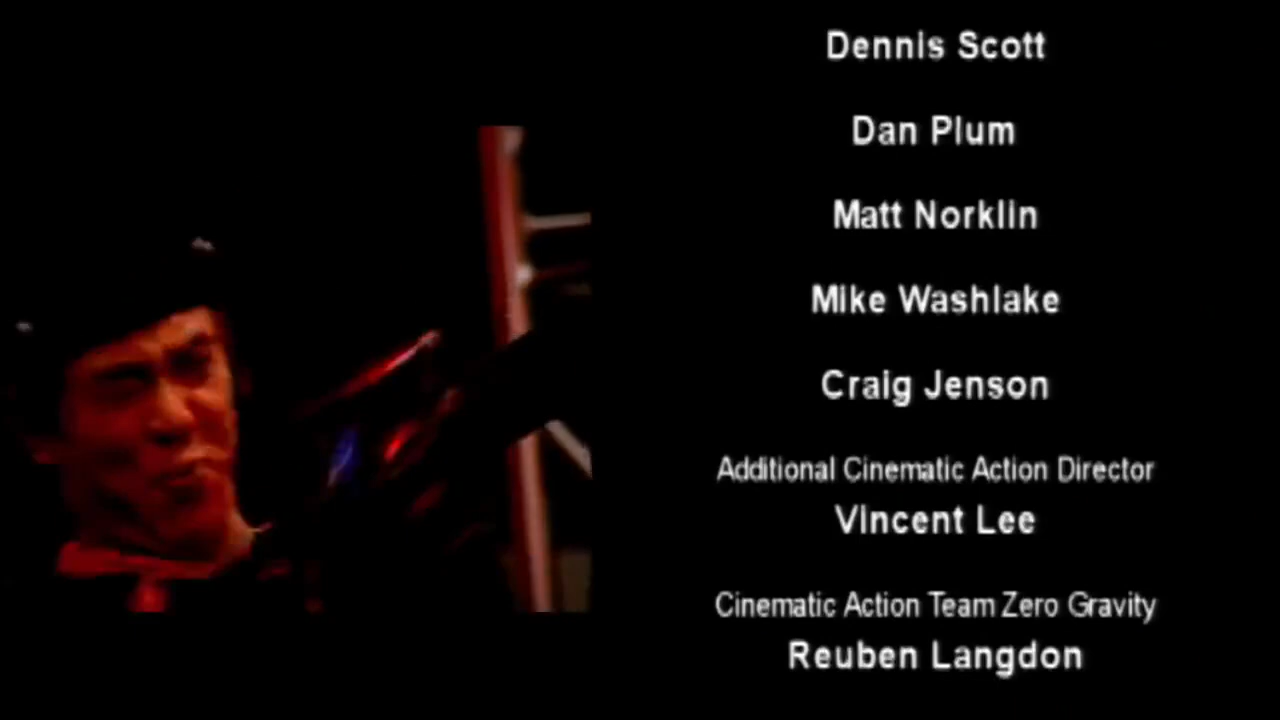 Dennis Scott
Dan Plum
Matt Norklin
Mike Washlake
Craig Jenson
Additional Cinematic Action Director
Vincent Lee
Cinematic Action Team Zero Gravity
Reuben Langdon